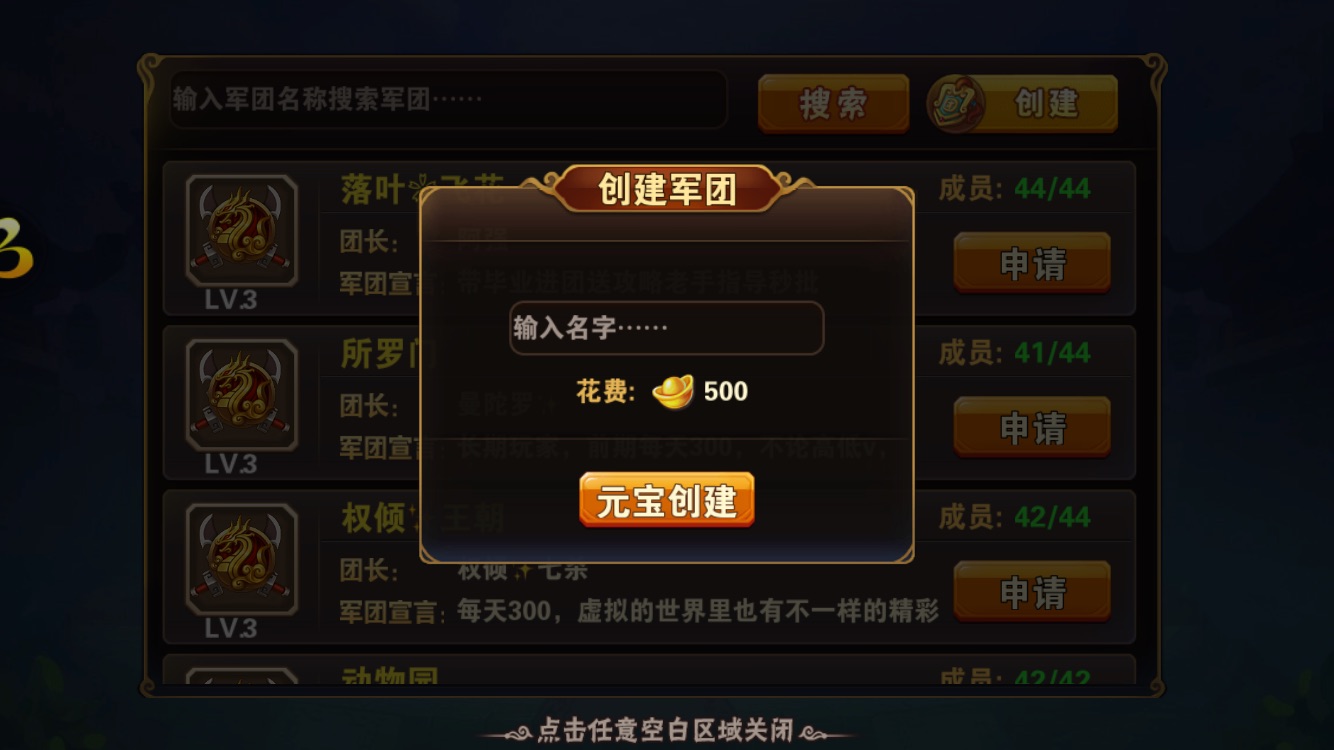 输入军团名称搜索军团……
搜索
创建
落叶 飞花
成员: 44/44
团长: 阿强
军团宣言 带毕业进团送攻略老手指导秒批
申请
LV.3
创建军团
输入名字……
花费: 500
元宝创建
所罗门
成员: 41/41
团长: 曼陀罗
军团宣言 长期玩家，前期每天300，不论高低v，
申请
LV.3
权倾 王朝
成员: 42/44
团长: 权倾 七杀
军团宣言: 每天300，虚拟的世界里也有不一样的精彩
申请
LV.3
动物园
成员: 42/42
点击任意空白区域关闭